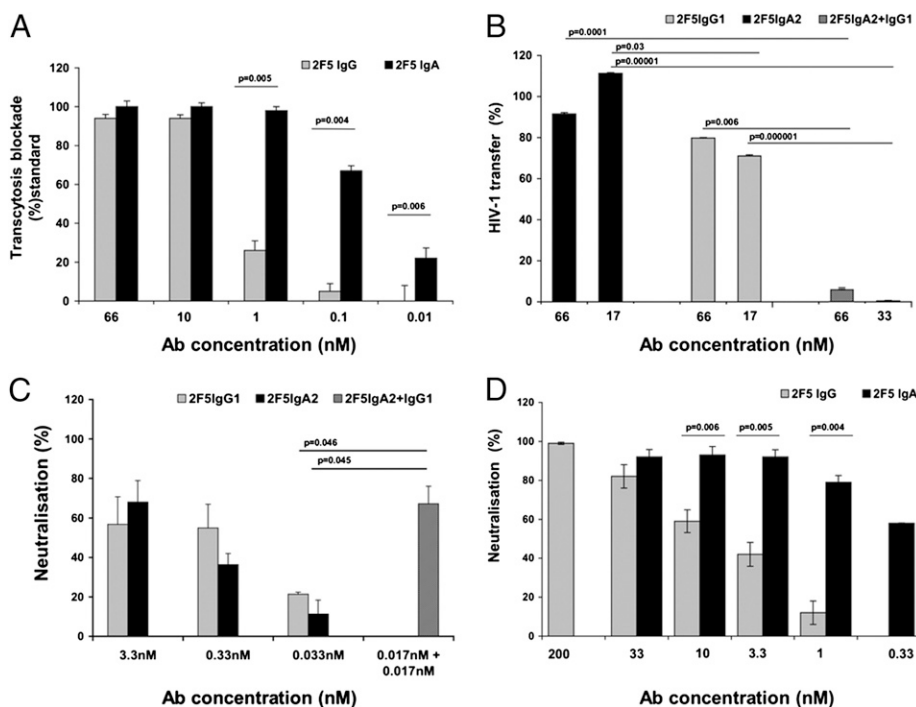 A
2F5 IgG 2F5 IgA
Transcytosis blockade
(%)standard
120
100
80
60
40
20
0
p=0.005
p=0.004
p=0.006
66 10 1 0.1 0.01
Ab concentration (nM)
B
2F5IgG1 2F5IgA2 2F5IgA2+IgG1
HIV-1 transfer (%)
120
100
80
60
40
20
0
p=0.0001
p=0.03
p=0.00001
p=0.006
p=0.000001
66 17 66 17 66 33
Ab concentration (nM)
C
2F5IgG1 2F5IgA2 2F5IgA2+IgG1
Neutralisation (%)
120
100
80
60
40
20
0
p=0.046
p=0.045
3.3nM 0.33nM 0.033nM 0.017nM +
0.017nM
Ab concentration (nM)
D
2F5 IgG 2F5 IgA
Neutralisation (%)
120
100
80
60
40
20
0
p=0.006 p=0.005 p=0.004
200 33 10 3.3 1 0.33
Ab concentration (nM)